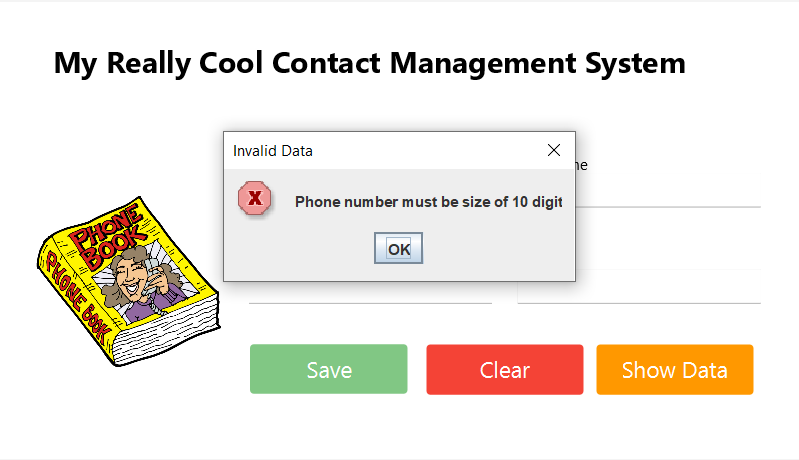 My Really Cool Contact Management System
Invalid Data
Phone number must be size of 10 digit
OK
PHONE
BOOK
PHONE BOOK
Save
Clear
Show Data